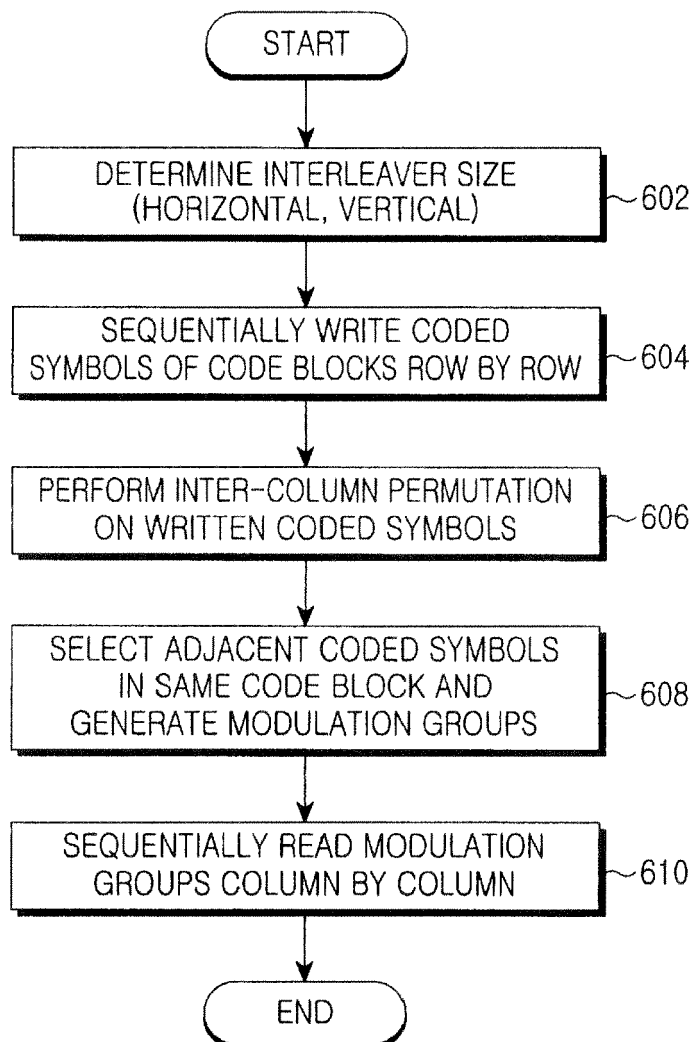 START
DETERMINE INTERLEAVER SIZE
(HORIZONTAL, VERTICAL)
602
SEQUENTIALLY WRITE CODED
SYMBOLS OF CODE BLOCKS ROW BY ROW
604
PERFORM INTER-COLUMN PERMUTATION
ON WRITTEN CODED SYMBOLS
606
SELECT ADJACENT CODED SYMBOLS
IN SAME CODE BLOCK AND
GENERATE MODULATION GROUPS
608
SEQUENTIALLY READ MODULATION
GROUPS COLUMN BY COLUMN
610
END